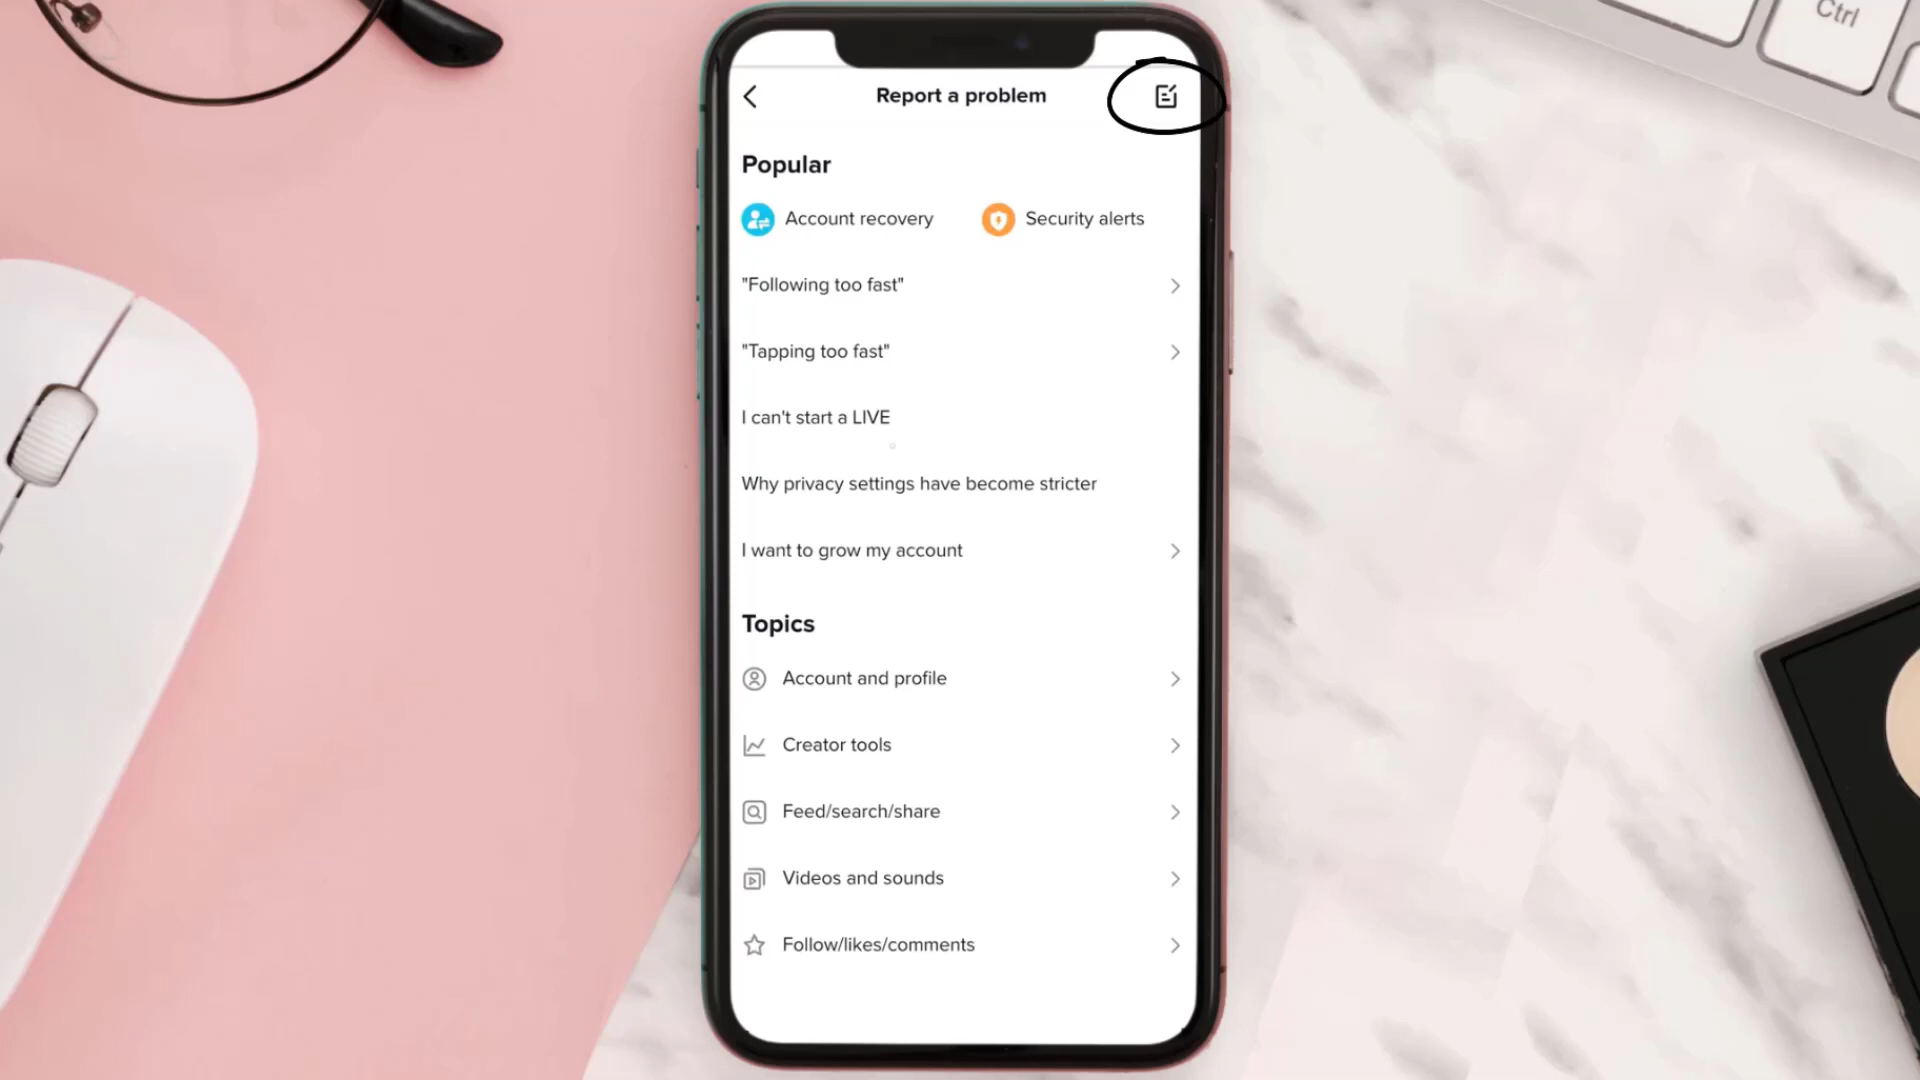 Ctrl
Report a problem
Popular
Account recovery
Security alerts
"Following too fast"
"Tapping too fast"
I can't start a LIVE
Why privacy settings have become stricter
I want to grow my account
Topics
Account and profile
Creator tools
Feed/search/share
Videos and sounds
Follow/likes/comments